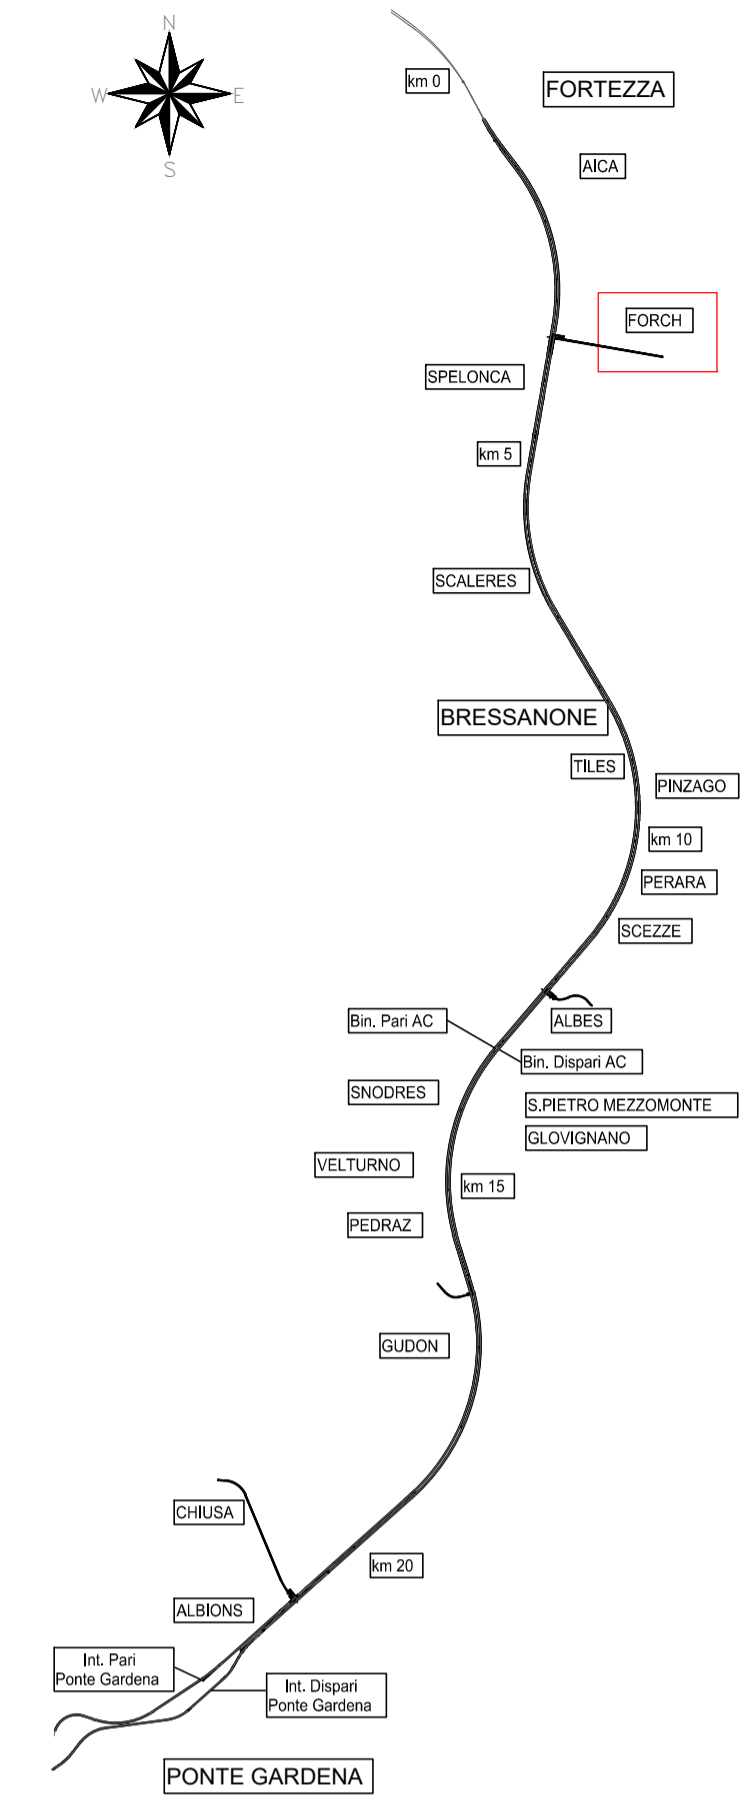 N
km 0
FORTEZZA
W
E
S
AICA
FORCH
SPELONCA
km 5
SCALERES
BRESSANONE
TILES
PINZAGO
km 10
PERARA
SCEZZE
Bin. Pari AC
ALBES
Bin. Dispari AC
SNODRES
S.PIETRO MEZZOMONTE
GLOVIGNANO
VELTURNO
km 15
PEDRAZ
GUDON
CHIUSA
km 20
ALBIONS
Int. Pari
Ponte Gardena
Int. Dispari
Ponte Gardena
PONTE GARDENA